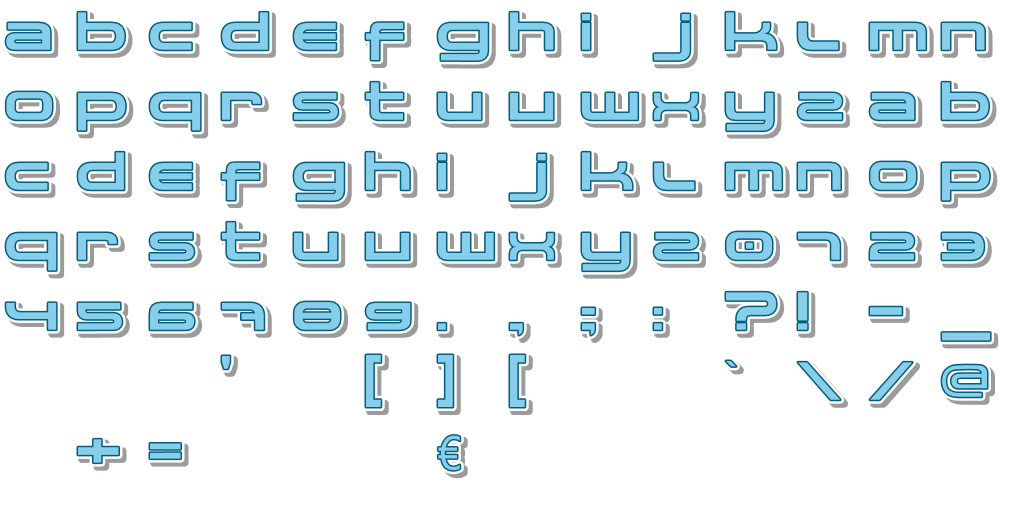 a b c d e f g h i j k l m n
o p q r s t u u w x y z a b
c d e f g h i j k l m n o p
q r s t u u w x y z 0 1 2 3
4 5 6 7 8 9 . , ; : ? ! - _
' [ ] [ ` \ / @
+ = €